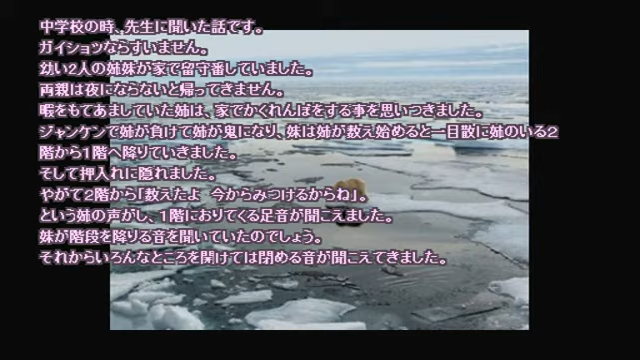 中学校の時、先生に聞いた話です。
ガイシュツならすいません。
幼い2人の姉妹が家で留守番していました。
両親は夜にならないと帰ってきません。
暇をもてあましていた姉は、家でかくれんぼをする事を思いつきました。
ジャンケンで姉が負けて姉が鬼になり、妹は姉が数え始めると一目散に姉のいる2
階から1階へ降りていきました。
そして押入れに隠れました。
やがて2階から「数えたよ 今からみつけるからね」。
という姉の声がし、1階におりてくる足音が聞こえました。
妹が階段を降りる音を聞いていたのでしょう。
それからいろんなところを開けては閉める音が聞こえてきました。